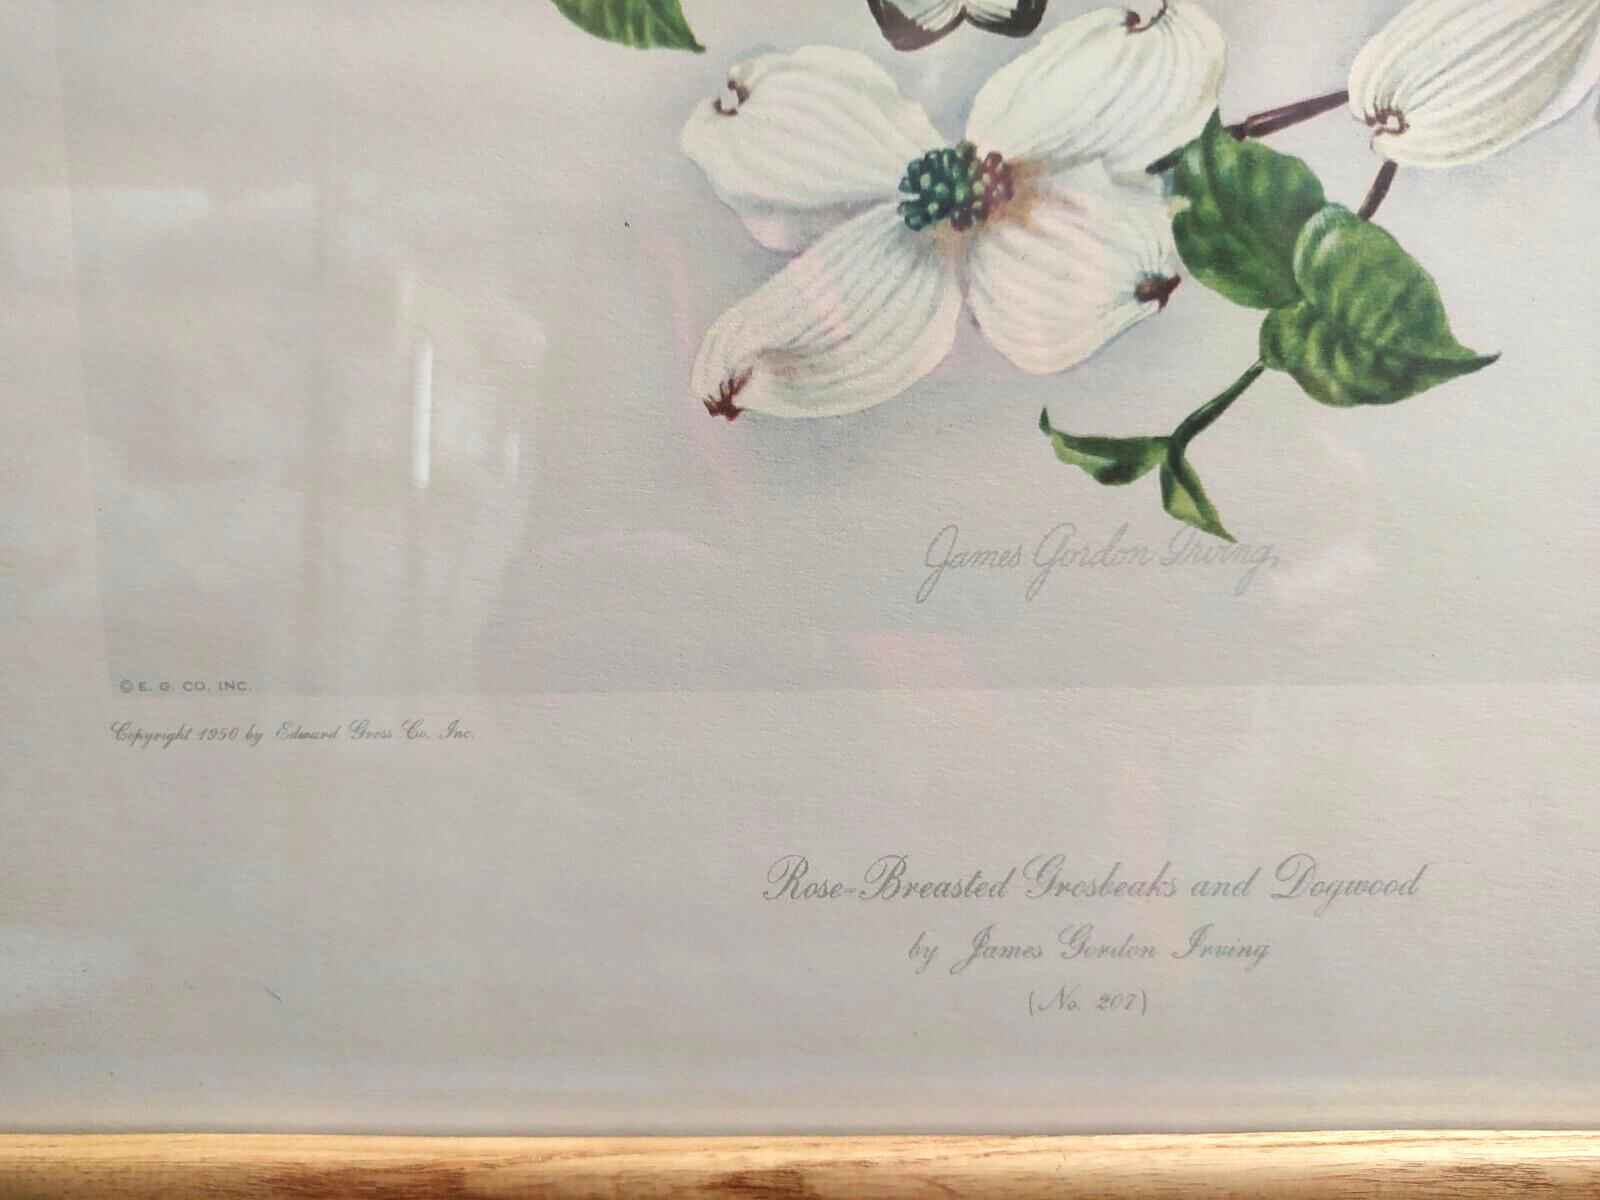 James Gordon Irving
© E. G. CO. INC.
Copyright 1950 by Edward Gross Co. Inc.
Rose-Breasted Grosbeaks and Dogwood
by James Gordon Irving
(No. 207)